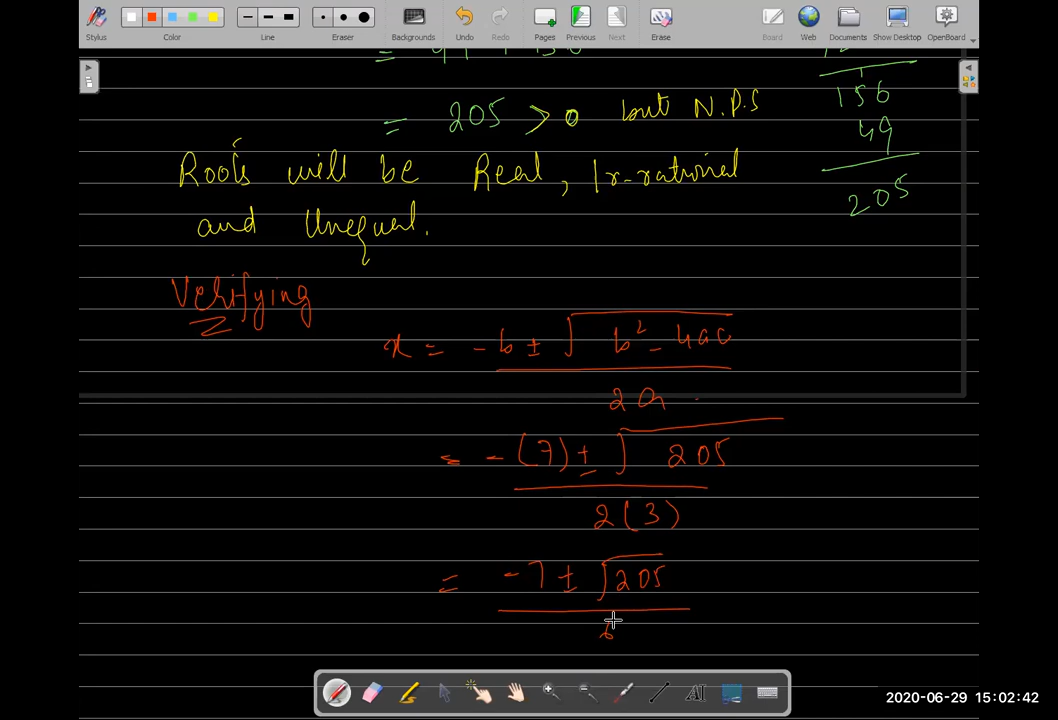 Stylus Color Line Eraser Backgrounds Undo Redo Pages Previous Next Erase Board Web Documents Show Desktop OpenBoard
156
= 205 > 0 but N.P.S
49
Roots will be Real, Ir-rational
205
and Unequal.
Verifying
x = -b ± √b² - 4ac
2a
= -(7) ± √205
2(3)
= -7 ± √205
6
2020-06-29 15:02:42